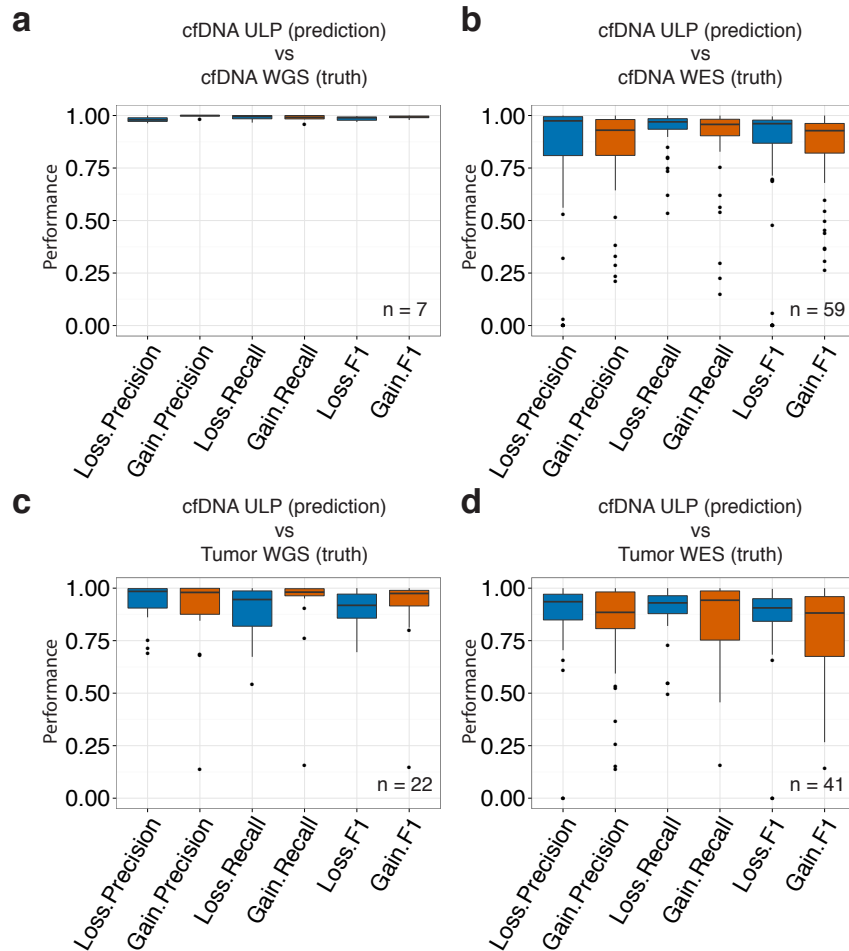 a
cfDNA ULP (prediction)
vs
cfDNA WGS (truth)
1.00
0.75
0.50
0.25
0.00
Performance
n = 7
Loss.Precision
Gain.Precision
Loss.Recall
Gain.Recall
Loss.F1
Gain.F1
b
cfDNA ULP (prediction)
vs
cfDNA WES (truth)
1.00
0.75
0.50
0.25
0.00
Performance
n = 59
Loss.Precision
Gain.Precision
Loss.Recall
Gain.Recall
Loss.F1
Gain.F1
c
cfDNA ULP (prediction)
vs
Tumor WGS (truth)
1.00
0.75
0.50
0.25
0.00
Performance
n = 22
Loss.Precision
Gain.Precision
Loss.Recall
Gain.Recall
Loss.F1
Gain.F1
d
cfDNA ULP (prediction)
vs
Tumor WES (truth)
1.00
0.75
0.50
0.25
0.00
Performance
n = 41
Loss.Precision
Gain.Precision
Loss.Recall
Gain.Recall
Loss.F1
Gain.F1